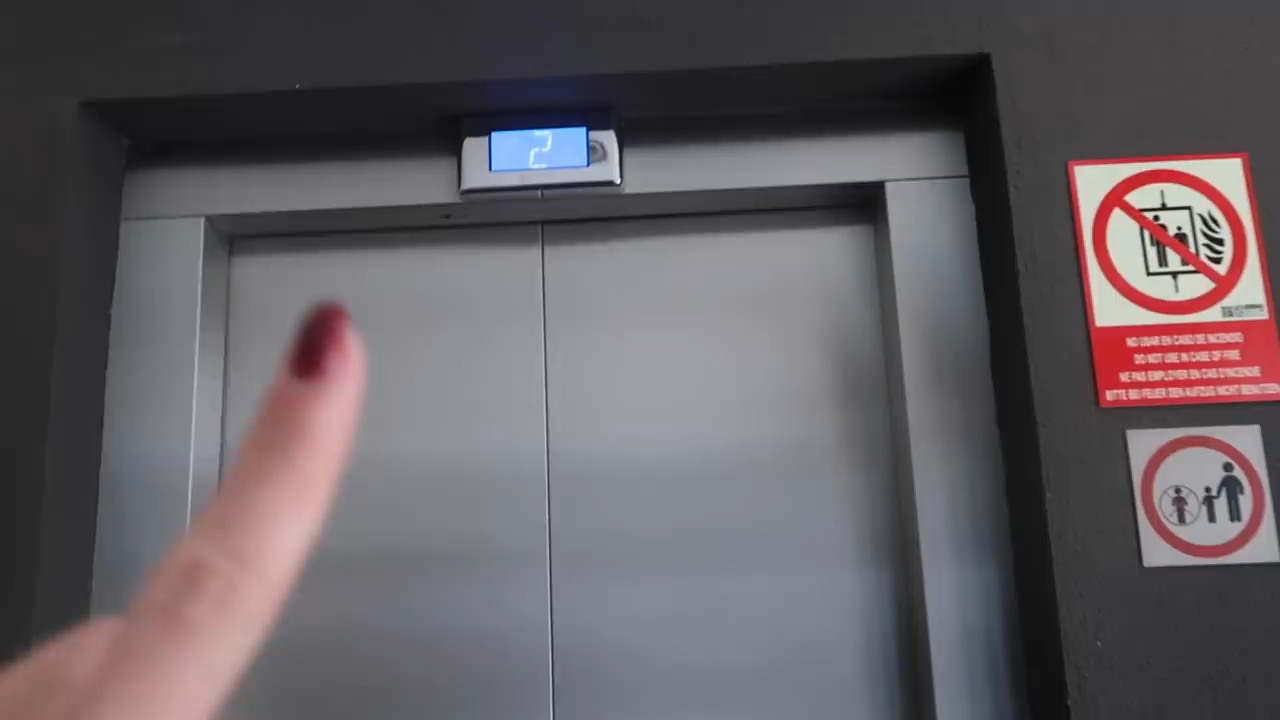 2
NO USAR EN CASO DE INCENDIO
DO NOT USE IN CASE OF FIRE
NE PAS EMPLOYER EN CAS D'INCENDIE
BITTE BEI FEUER DEN AUFZUG NICHT BENUTZEN